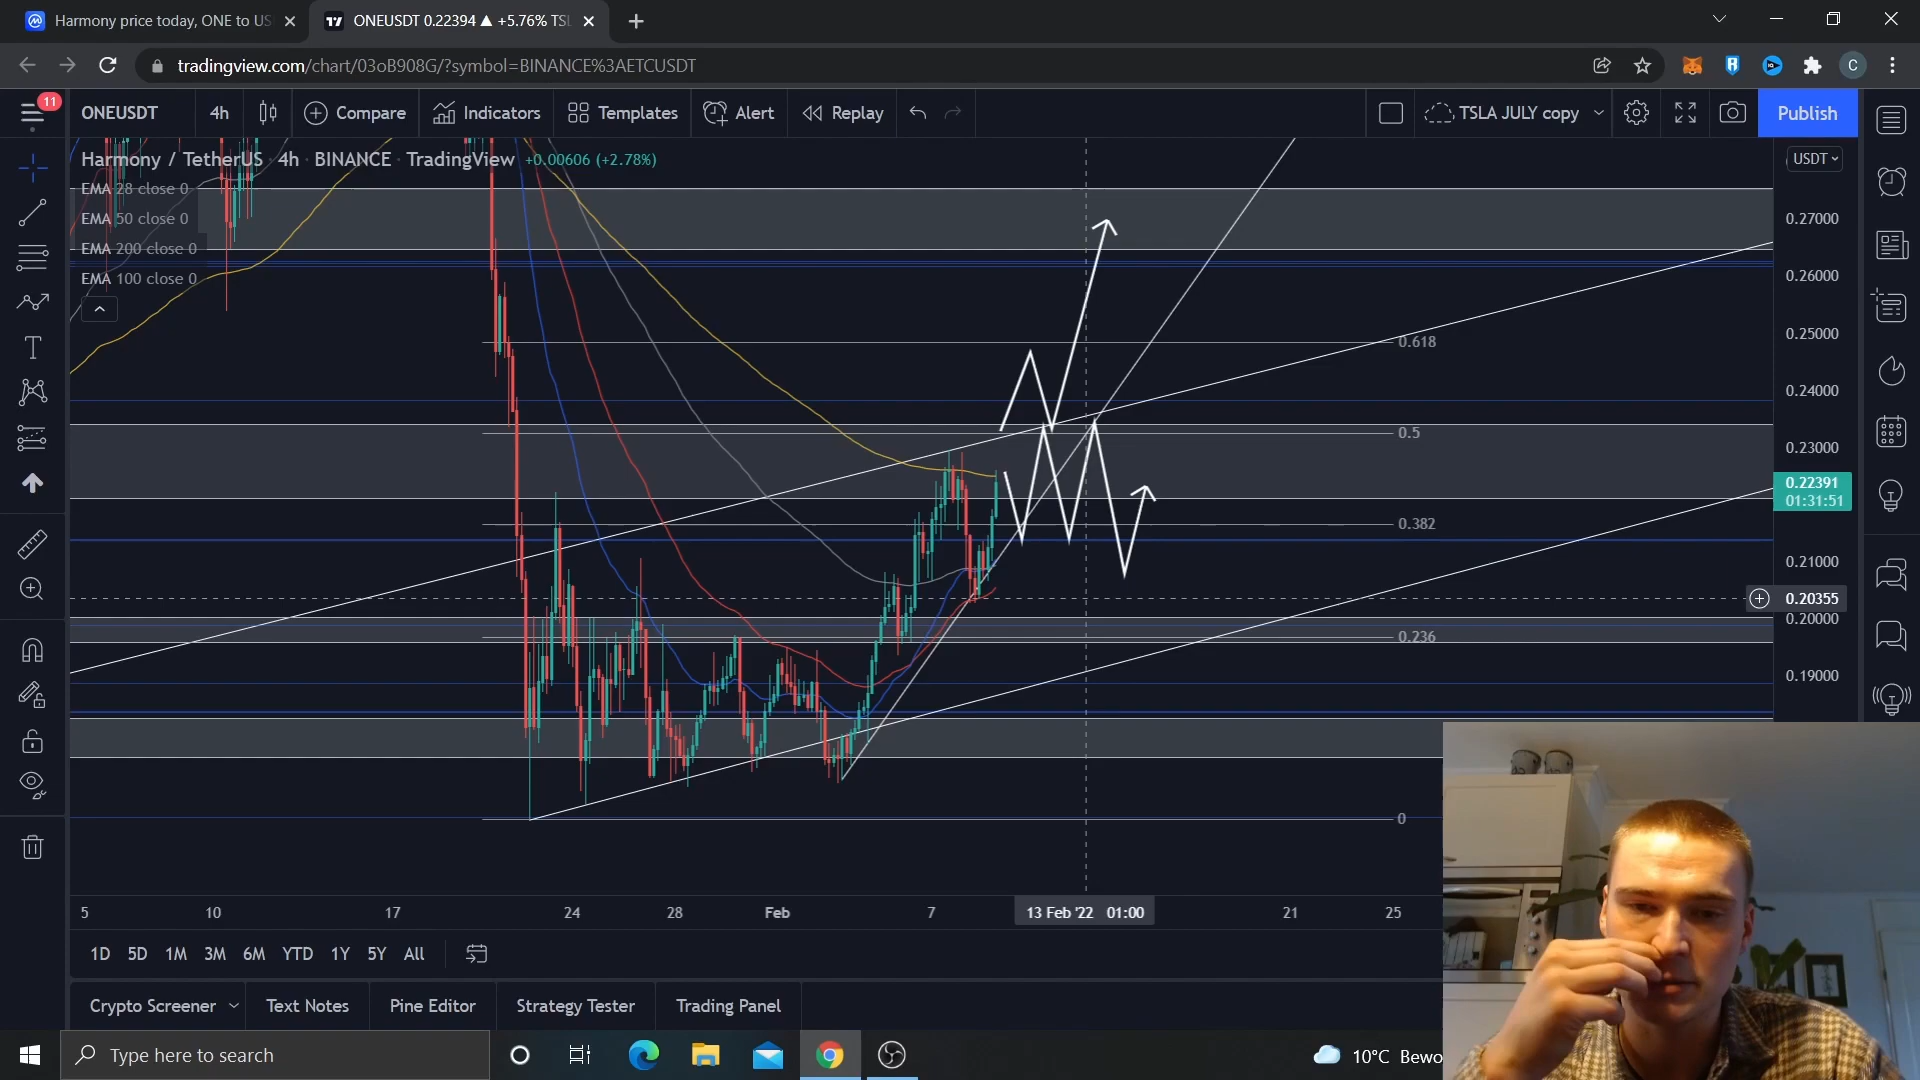 Harmony price today, ONE to US
ONEUSDT 0.22394 ▲ +5.76% TSL
tradingview.com/chart/03oB908G/?symbol=BINANCE%3AETCUSDT
C
11
ONEUSDT
4h
Compare
Indicators
Templates
Alert
Replay
TSLA JULY copy
Publish
Harmony / TetherUS · 4h · BINANCE · TradingView +0.00606 (+2.78%)
USDT
EMA 28 close 0
EMA 50 close 0
EMA 200 close 0
EMA 100 close 0
0.27000
0.26000
0.25000
0.24000
0.23000
0.22391
01:31:51
0.21000
0.20355
0.20000
0.19000
0.618
0.5
0.382
0.236
0
5
10
17
24
28
Feb
7
13 Feb '22 01:00
21
25
1D 5D 1M 3M 6M YTD 1Y 5Y All
Crypto Screener
Text Notes
Pine Editor
Strategy Tester
Trading Panel
Type here to search
10°C Bewo